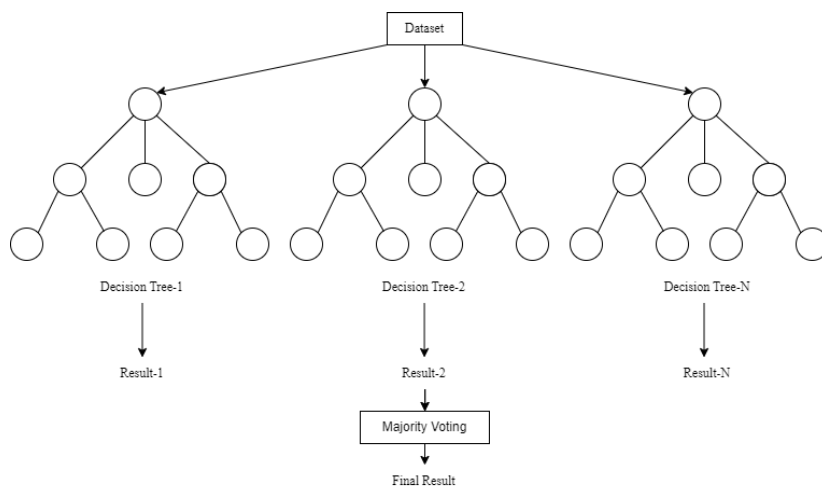 Dataset
Decision Tree-1
Decision Tree-2
Decision Tree-N
Result-1
Result-2
Result-N
Majority Voting
Final Result